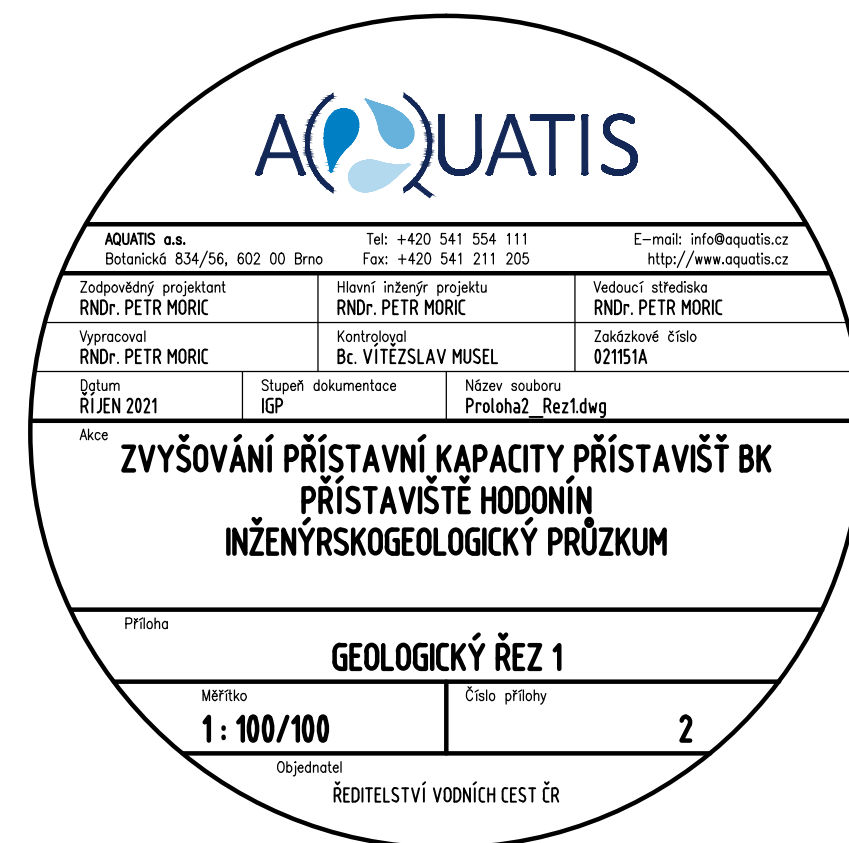 AQUATIS
AQUATIS a.s. Tel: +420 541 554 111 E-mail: info@aquatis.cz
Botanická 834/56, 602 00 Brno Fax: +420 541 211 205 http://www.aquatis.cz
Zodpovědný projektant Hlavní inženýr projektu Vedoucí střediska
RNDr. PETR MORIC RNDr. PETR MORIC RNDr. PETR MORIC
Vypracoval Kontroloval Zakázkové číslo
RNDr. PETR MORIC Bc. VÍTĚZSLAV MUSEL 021151A
Datum Stupeň dokumentace Název souboru
ŘÍJEN 2021 IGP Proloha2_Rez1.dwg
Akce
ZVYŠOVÁNÍ PŘÍSTAVNÍ KAPACITY PŘÍSTAVIŠŤ BK
PŘÍSTAVIŠTĚ HODONÍN
INŽENÝRSKOGEOLOGICKÝ PRŮZKUM
Příloha
GEOLOGICKÝ ŘEZ 1
Měřítko Číslo přílohy
1 : 100/100 2
Objednatel
ŘEDITELSTVÍ VODNÍCH CEST ČR